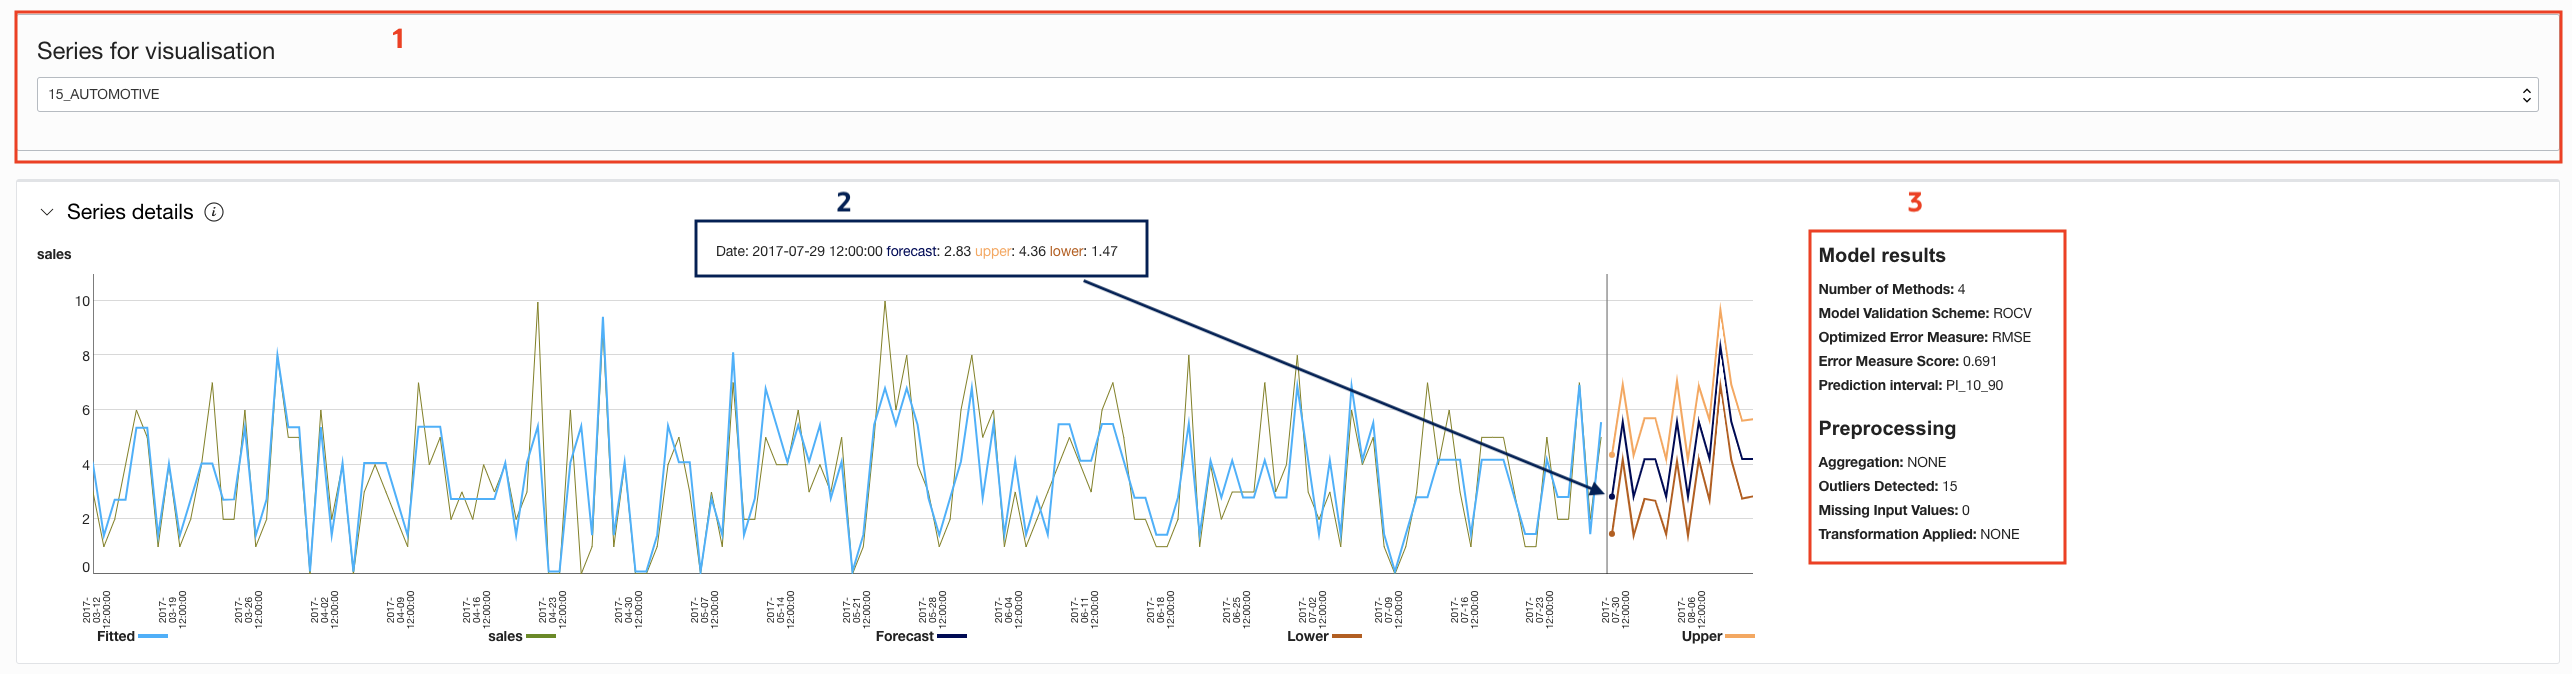 1
Series for visualisation
15_AUTOMOTIVE
Series details
2
3
Date: 2017-07-29 12:00:00 forecast: 2.83 upper: 4.36 lower: 1.47
sales
10
8
6
4
2
0
2017-03-12 12:00:00
2017-03-19 12:00:00
2017-03-26 12:00:00
2017-04-02 12:00:00
2017-04-09 12:00:00
2017-04-16 12:00:00
2017-04-23 12:00:00
2017-04-30 12:00:00
2017-05-07 12:00:00
2017-05-14 12:00:00
2017-05-21 12:00:00
2017-05-28 12:00:00
2017-06-04 12:00:00
2017-06-11 12:00:00
2017-06-18 12:00:00
2017-06-25 12:00:00
2017-07-02 12:00:00
2017-07-09 12:00:00
2017-07-16 12:00:00
2017-07-23 12:00:00
2017-07-30 12:00:00
2017-08-06 12:00:00
Fitted
sales
Forecast
Lower
Upper
Model results
Number of Methods: 4
Model Validation Scheme: ROCV
Optimized Error Measure: RMSE
Error Measure Score: 0.691
Prediction interval: PI_10_90
Preprocessing
Aggregation: NONE
Outliers Detected: 15
Missing Input Values: 0
Transformation Applied: NONE